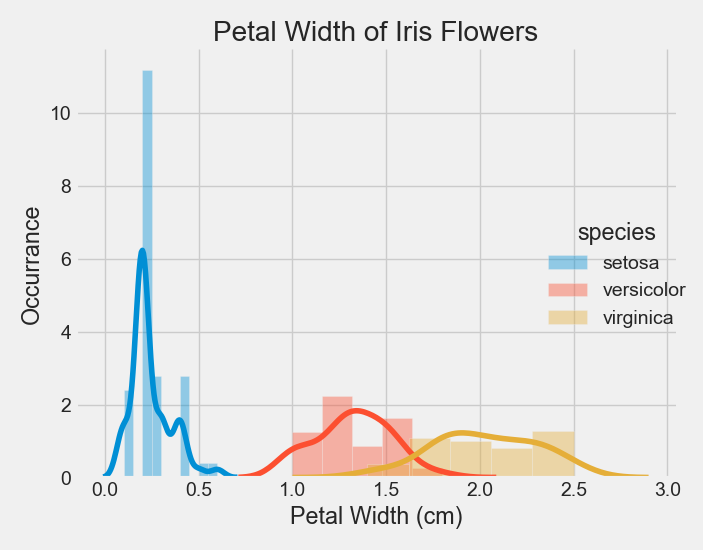 Petal Width of Iris Flowers
Occurrance
10
8
6
4
2
0
species
setosa
versicolor
virginica
0.0 0.5 1.0 1.5 2.0 2.5 3.0
Petal Width (cm)